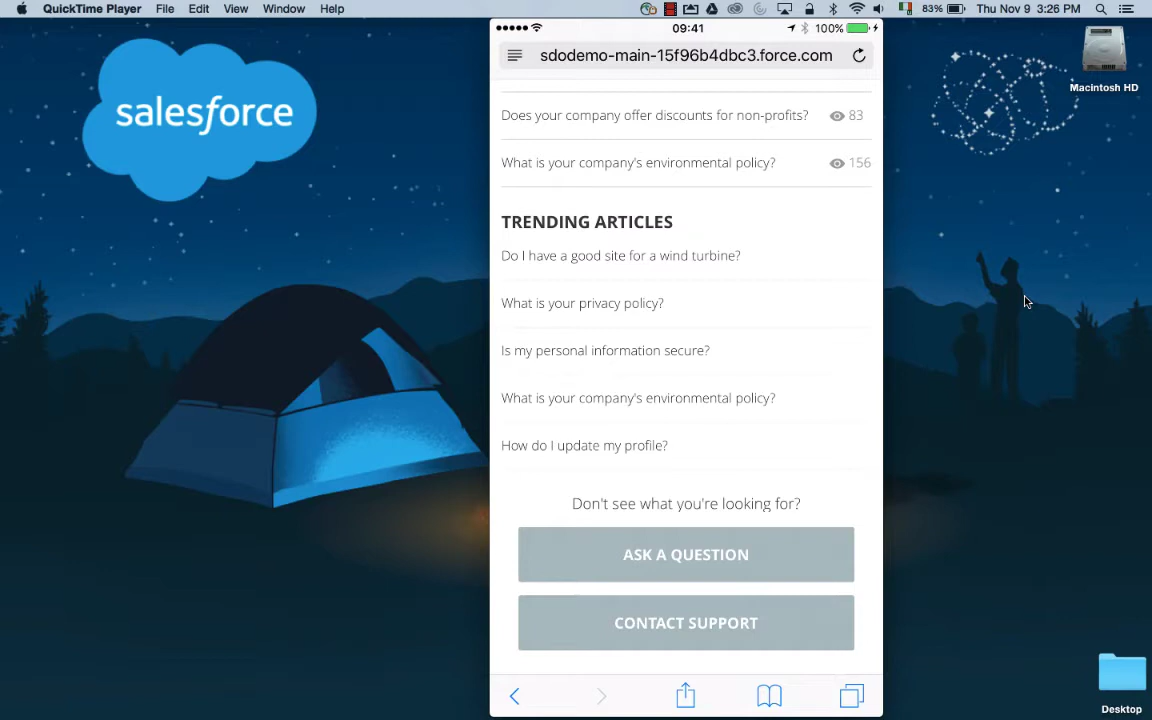 QuickTime Player File Edit View Window Help 83% Thu Nov 9 3:26 PM
salesforce
Macintosh HD
09:41 100%
sdodemo-main-15f96b4dbc3.force.com
Does your company offer discounts for non-profits? 83
What is your company's environmental policy? 156
TRENDING ARTICLES
Do I have a good site for a wind turbine?
What is your privacy policy?
Is my personal information secure?
What is your company's environmental policy?
How do I update my profile?
Don't see what you're looking for?
ASK A QUESTION
CONTACT SUPPORT
Desktop